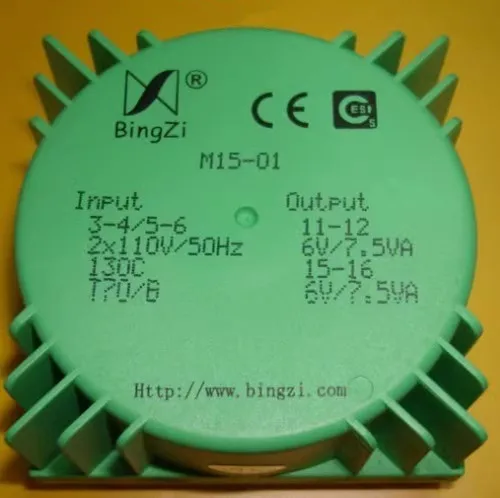 ®
BingZi
CE
CESI
s
M15-01
Input
3-4/5-6
2x110V/50Hz
130C
T70/B
Output
11-12
6V/7.5VA
15-16
6V/7.5VA
Http://www.bingzi.com